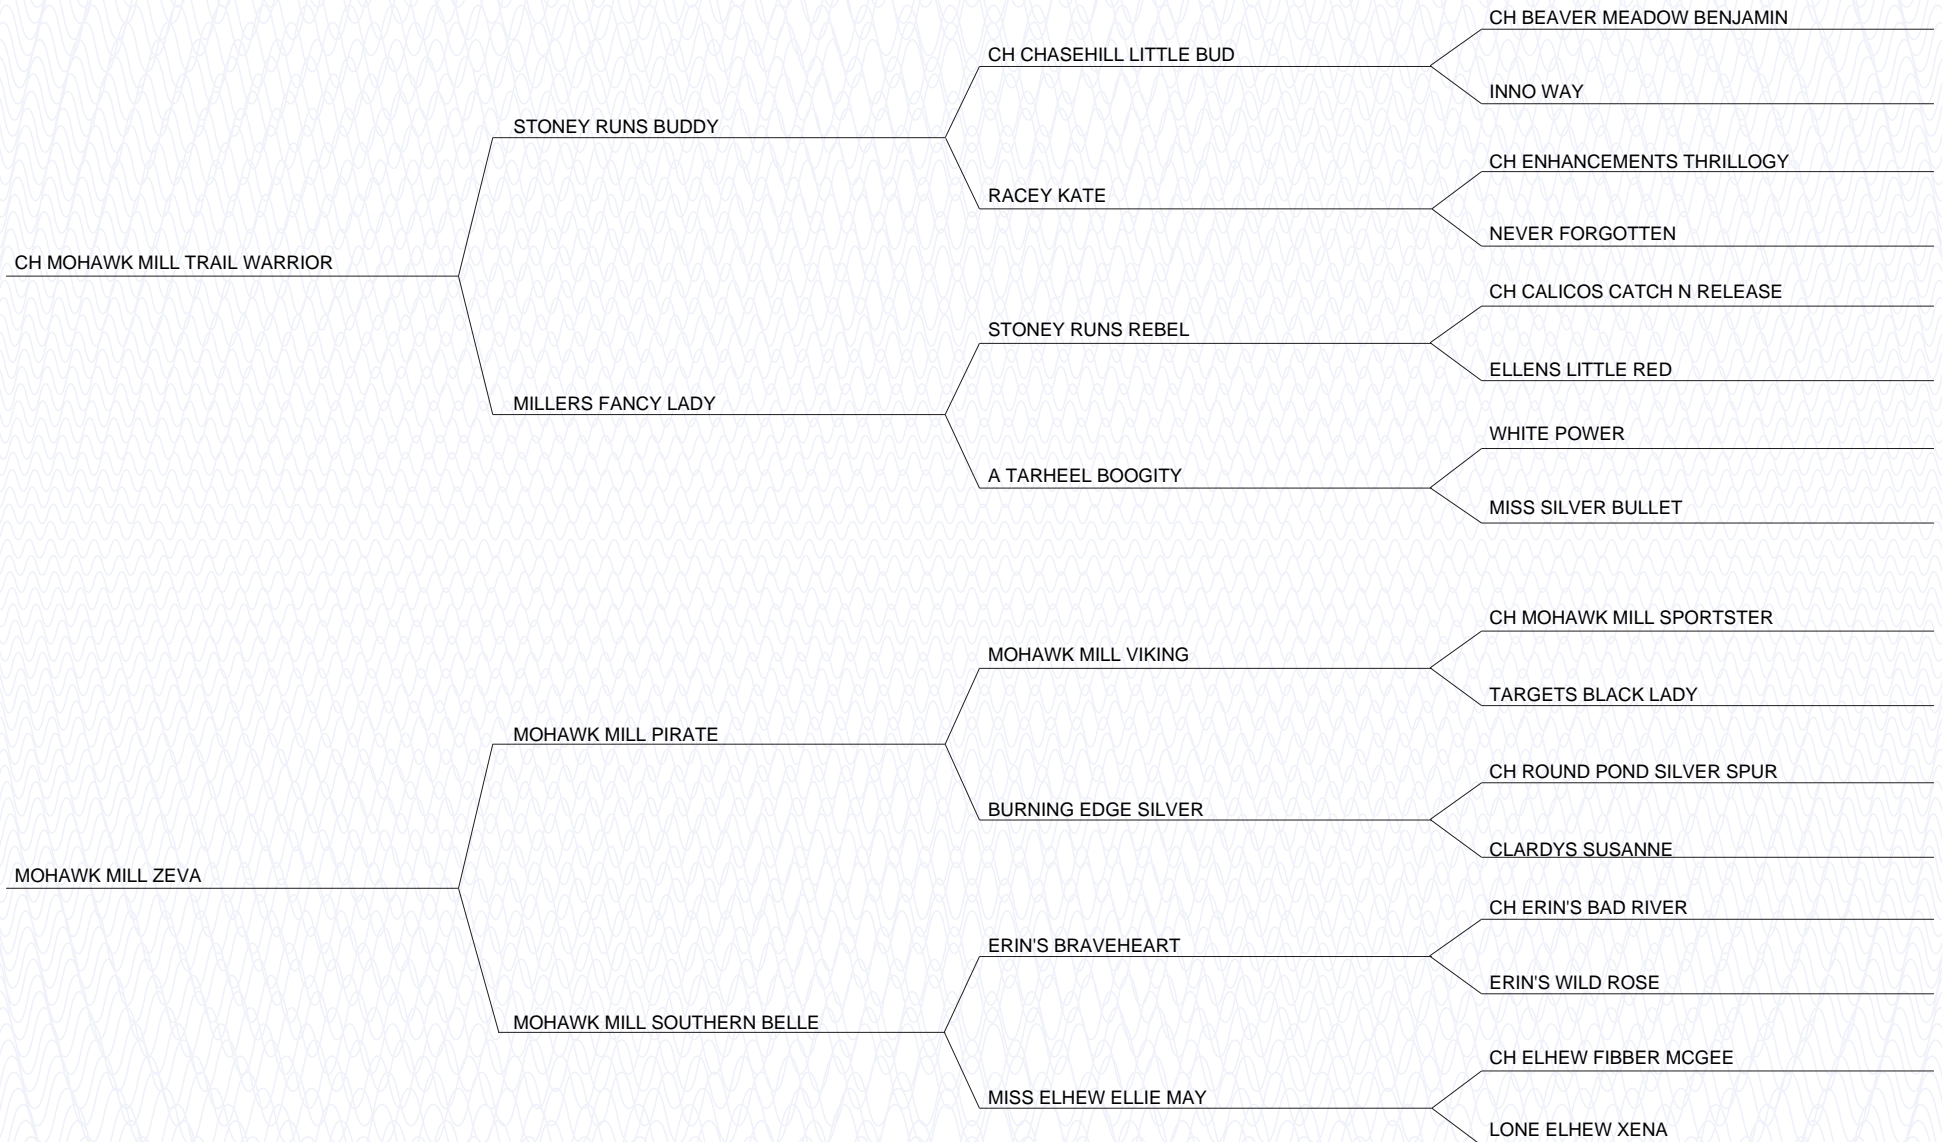 CH BEAVER MEADOW BENJAMIN
CH CHASEHILL LITTLE BUD
INNO WAY
STONEY RUNS BUDDY
CH ENHANCEMENTS THRILLOGY
RACEY KATE
NEVER FORGOTTEN
CH MOHAWK MILL TRAIL WARRIOR
CH CALICOS CATCH N RELEASE
STONEY RUNS REBEL
ELLENS LITTLE RED
MILLERS FANCY LADY
WHITE POWER
A TARHEEL BOOGITY
MISS SILVER BULLET
CH MOHAWK MILL SPORTSTER
MOHAWK MILL VIKING
TARGETS BLACK LADY
MOHAWK MILL PIRATE
CH ROUND POND SILVER SPUR
BURNING EDGE SILVER
CLARDYS SUSANNE
MOHAWK MILL ZEVA
CH ERIN'S BAD RIVER
ERIN'S BRAVEHEART
ERIN'S WILD ROSE
MOHAWK MILL SOUTHERN BELLE
CH ELHEW FIBBER MCGEE
MISS ELHEW ELLIE MAY
LONE ELHEW XENA